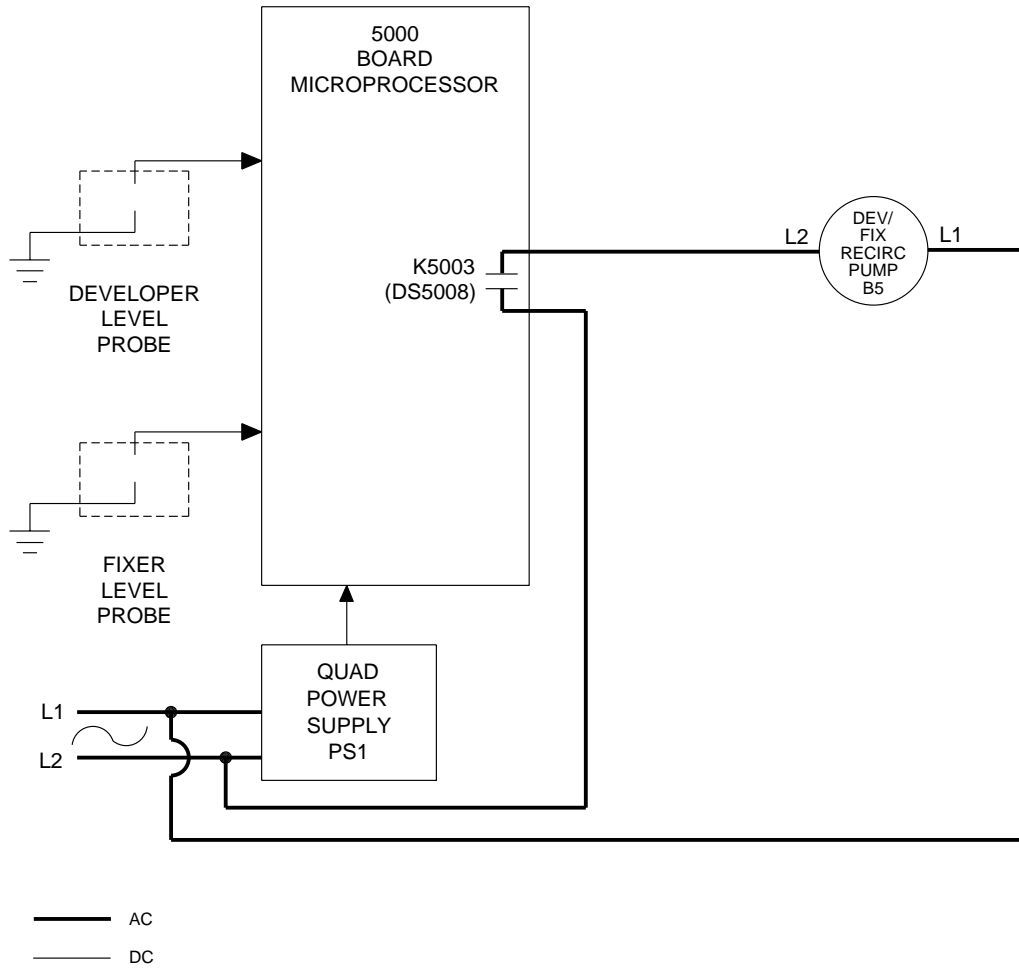 5000
BOARD
MICROPROCESSOR
DEVELOPER
LEVEL
PROBE
K5003
(DS5008)
L2
DEV/
FIX
RECIRC
PUMP
B5
L1
FIXER
LEVEL
PROBE
QUAD
POWER
SUPPLY
PS1
L1
L2
AC
DC